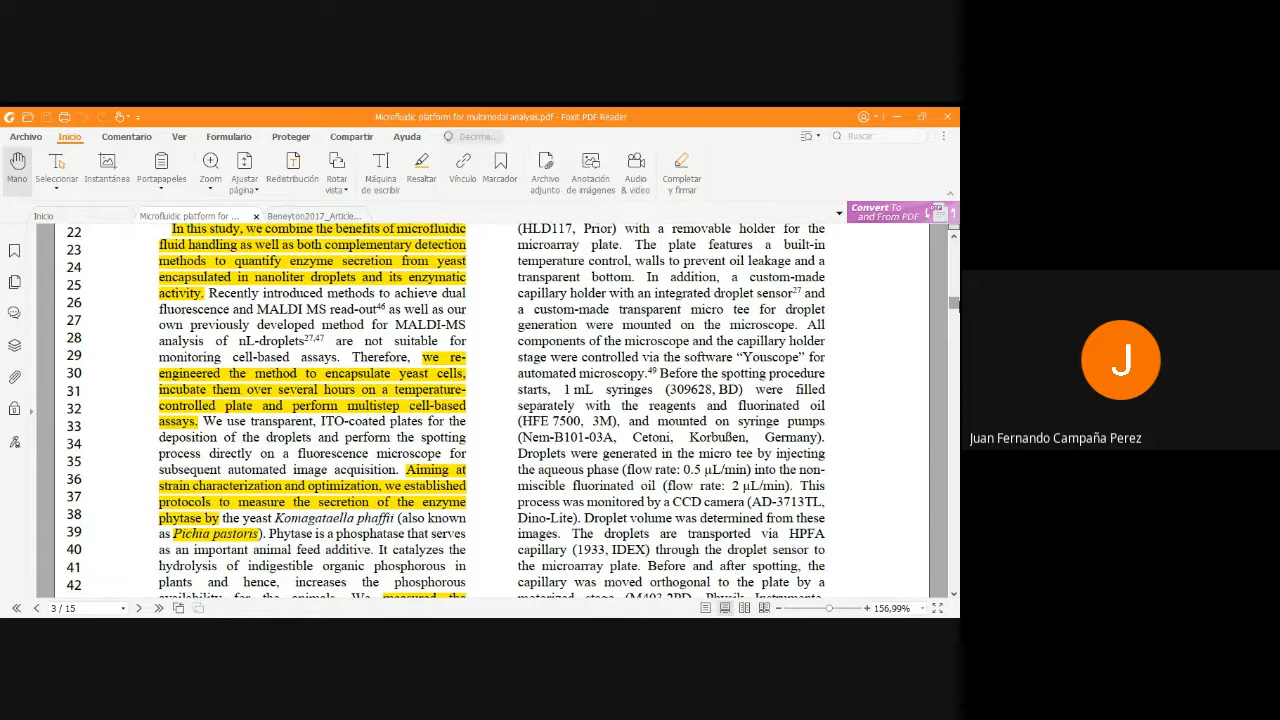 Microfluidic platform for multimodal analysis.pdf - Foxit PDF Reader
Archivo Inicio Comentario Ver Formulario Proteger Compartir Ayuda Decirme... Buscar
Mano Seleccionar Instantánea Portapapeles Zoom Ajustar página Redistribución Rotar vista Máquina de escribir Resaltar Vínculo Marcador Archivo adjunto Anotación de imágenes Audio & video Completar y firmar
Inicio Microfluidic platform for ... Beneyton2017_Article... Convert To and From PDF
22 In this study, we combine the benefits of microfluidic
23 fluid handling as well as both complementary detection
24 methods to quantify enzyme secretion from yeast
25 encapsulated in nanoliter droplets and its enzymatic
26 activity. Recently introduced methods to achieve dual
27 fluorescence and MALDI MS read-out46 as well as our
28 own previously developed method for MALDI-MS
29 analysis of nL-droplets27,47 are not suitable for
30 monitoring cell-based assays. Therefore, we re-
31 engineered the method to encapsulate yeast cells,
32 incubate them over several hours on a temperature-
33 controlled plate and perform multistep cell-based
34 assays. We use transparent, ITO-coated plates for the
35 deposition of the droplets and perform the spotting
36 process directly on a fluorescence microscope for
37 subsequent automated image acquisition. Aiming at
38 strain characterization and optimization, we established
39 protocols to measure the secretion of the enzyme
40 phytase by the yeast Komagataella phaffii (also known
41 as Pichia pastoris). Phytase is a phosphatase that serves
42 as an important animal feed additive. It catalyzes the
hydrolysis of indigestible organic phosphorous in
plants and hence, increases the phosphorous
availability for the animals. We measured the
(HLD117, Prior) with a removable holder for the
microarray plate. The plate features a built-in
temperature control, walls to prevent oil leakage and a
transparent bottom. In addition, a custom-made
capillary holder with an integrated droplet sensor27 and
a custom-made transparent micro tee for droplet
generation were mounted on the microscope. All
components of the microscope and the capillary holder
stage were controlled via the software “Youscope” for
automated microscopy.49 Before the spotting procedure
starts, 1 mL syringes (309628, BD) were filled
separately with the reagents and fluorinated oil
(HFE 7500, 3M), and mounted on syringe pumps
(Nem-B101-03A, Cetoni, Korbußen, Germany).
Droplets were generated in the micro tee by injecting
the aqueous phase (flow rate: 0.5 µL/min) into the non-
miscible fluorinated oil (flow rate: 2 µL/min). This
process was monitored by a CCD camera (AD-3713TL,
Dino-Lite). Droplet volume was determined from these
images. The droplets are transported via HPFA
capillary (1933, IDEX) through the droplet sensor to
the microarray plate. Before and after spotting, the
capillary was moved orthogonal to the plate by a
motorized stage (M403.2PD, Physik Instrumente,
3 / 15 156,99%
J
Juan Fernando Campaña Perez